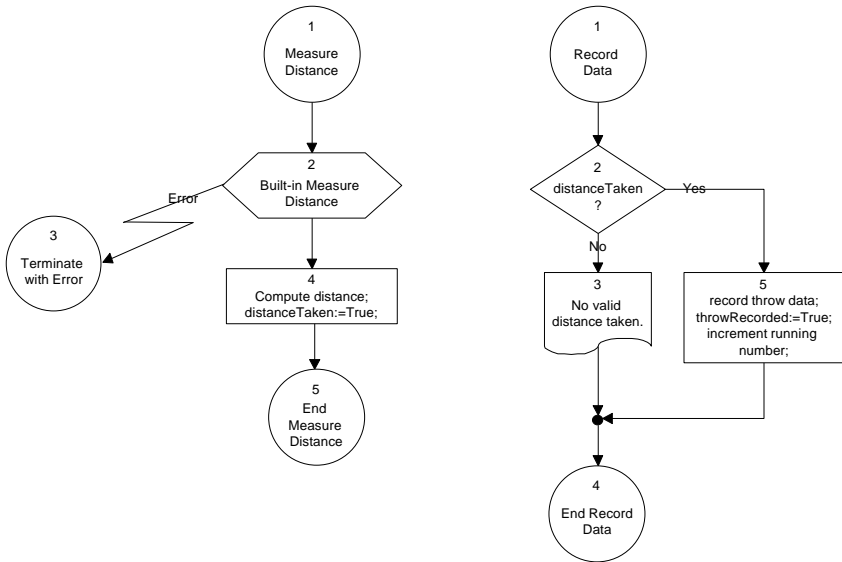 1
Measure
Distance
2
Built-in Measure
Distance
Error
3
Terminate
with Error
4
Compute distance;
distanceTaken:=True;
5
End
Measure
Distance
1
Record
Data
2
distanceTaken
?
Yes
No
3
No valid
distance taken.
5
record throw data;
throwRecorded:=True;
increment running
number;
4
End Record
Data